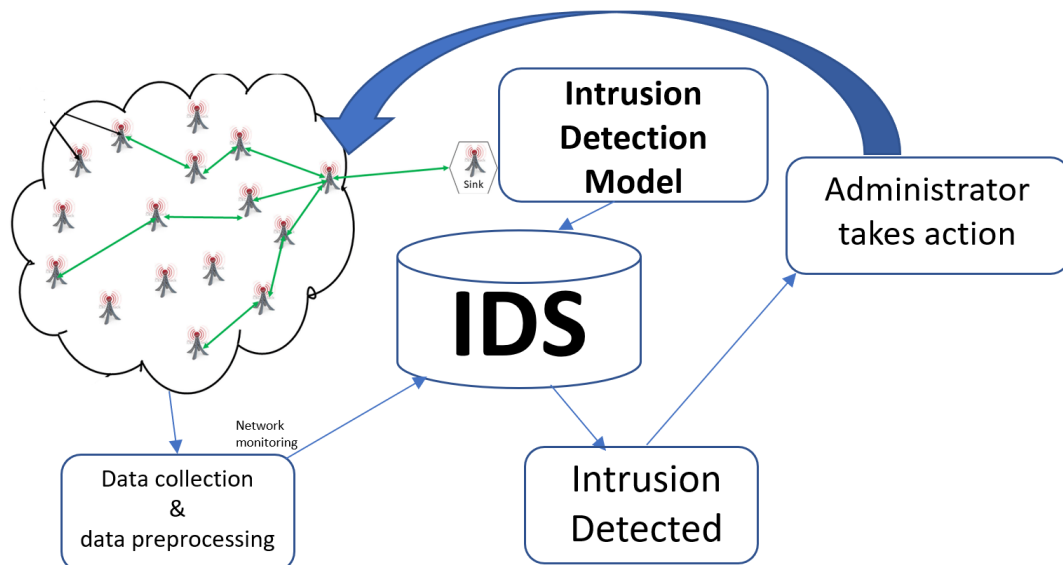 Intrusion
Detection
Model
Sink
Administrator
takes action
IDS
Network
monitoring
Data collection
&
data preprocessing
Intrusion
Detected